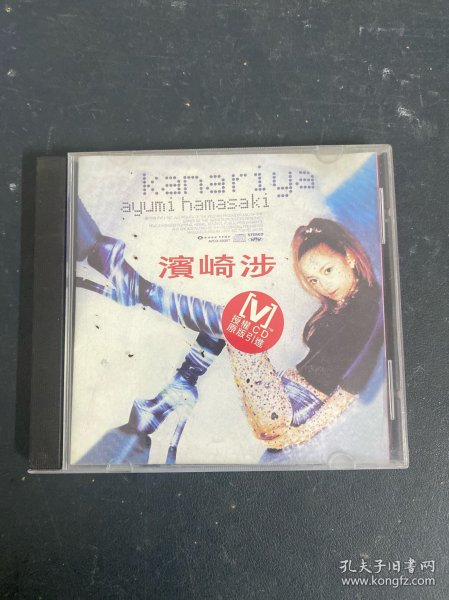 kanariya
ayumi hamasaki
濱崎涉
[V]
授權CD
原版引進
孔夫子旧书网
www.kongfz.com